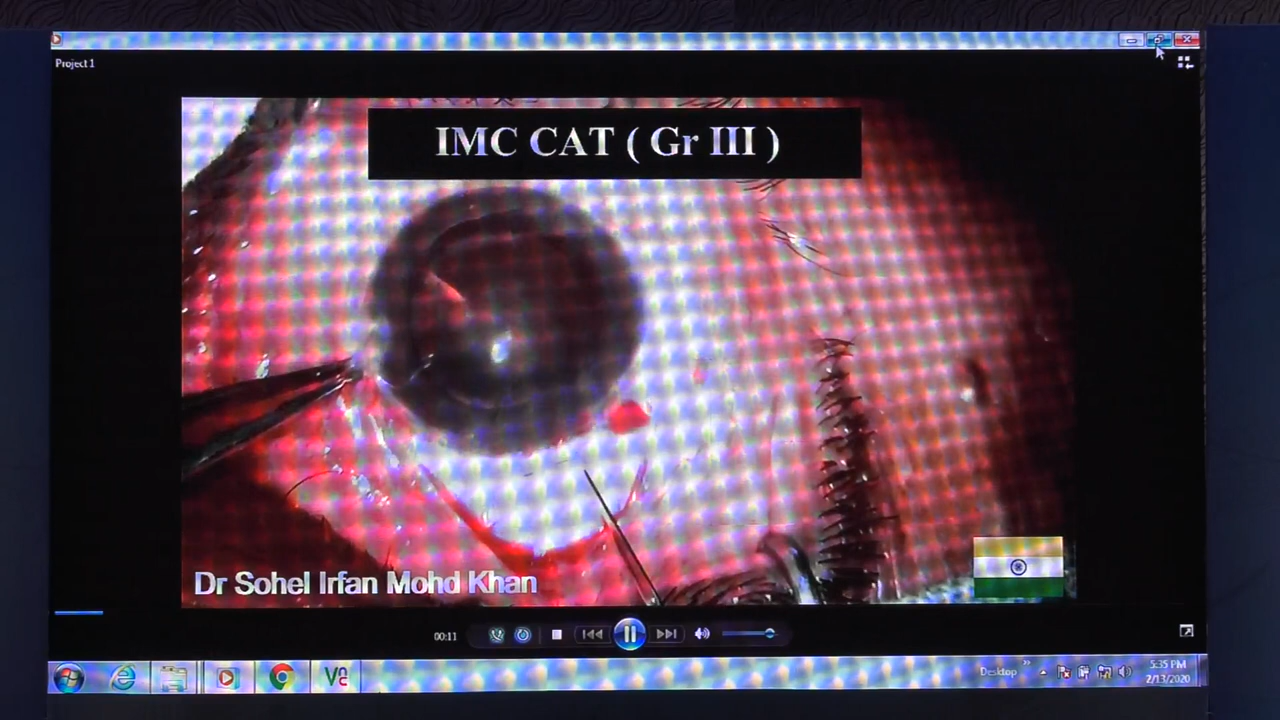 Project 1
IMC CAT ( Gr III )
Dr Sohel Irfan Mohd Khan
00:11
Desktop
5:35 PM
2/13/2020